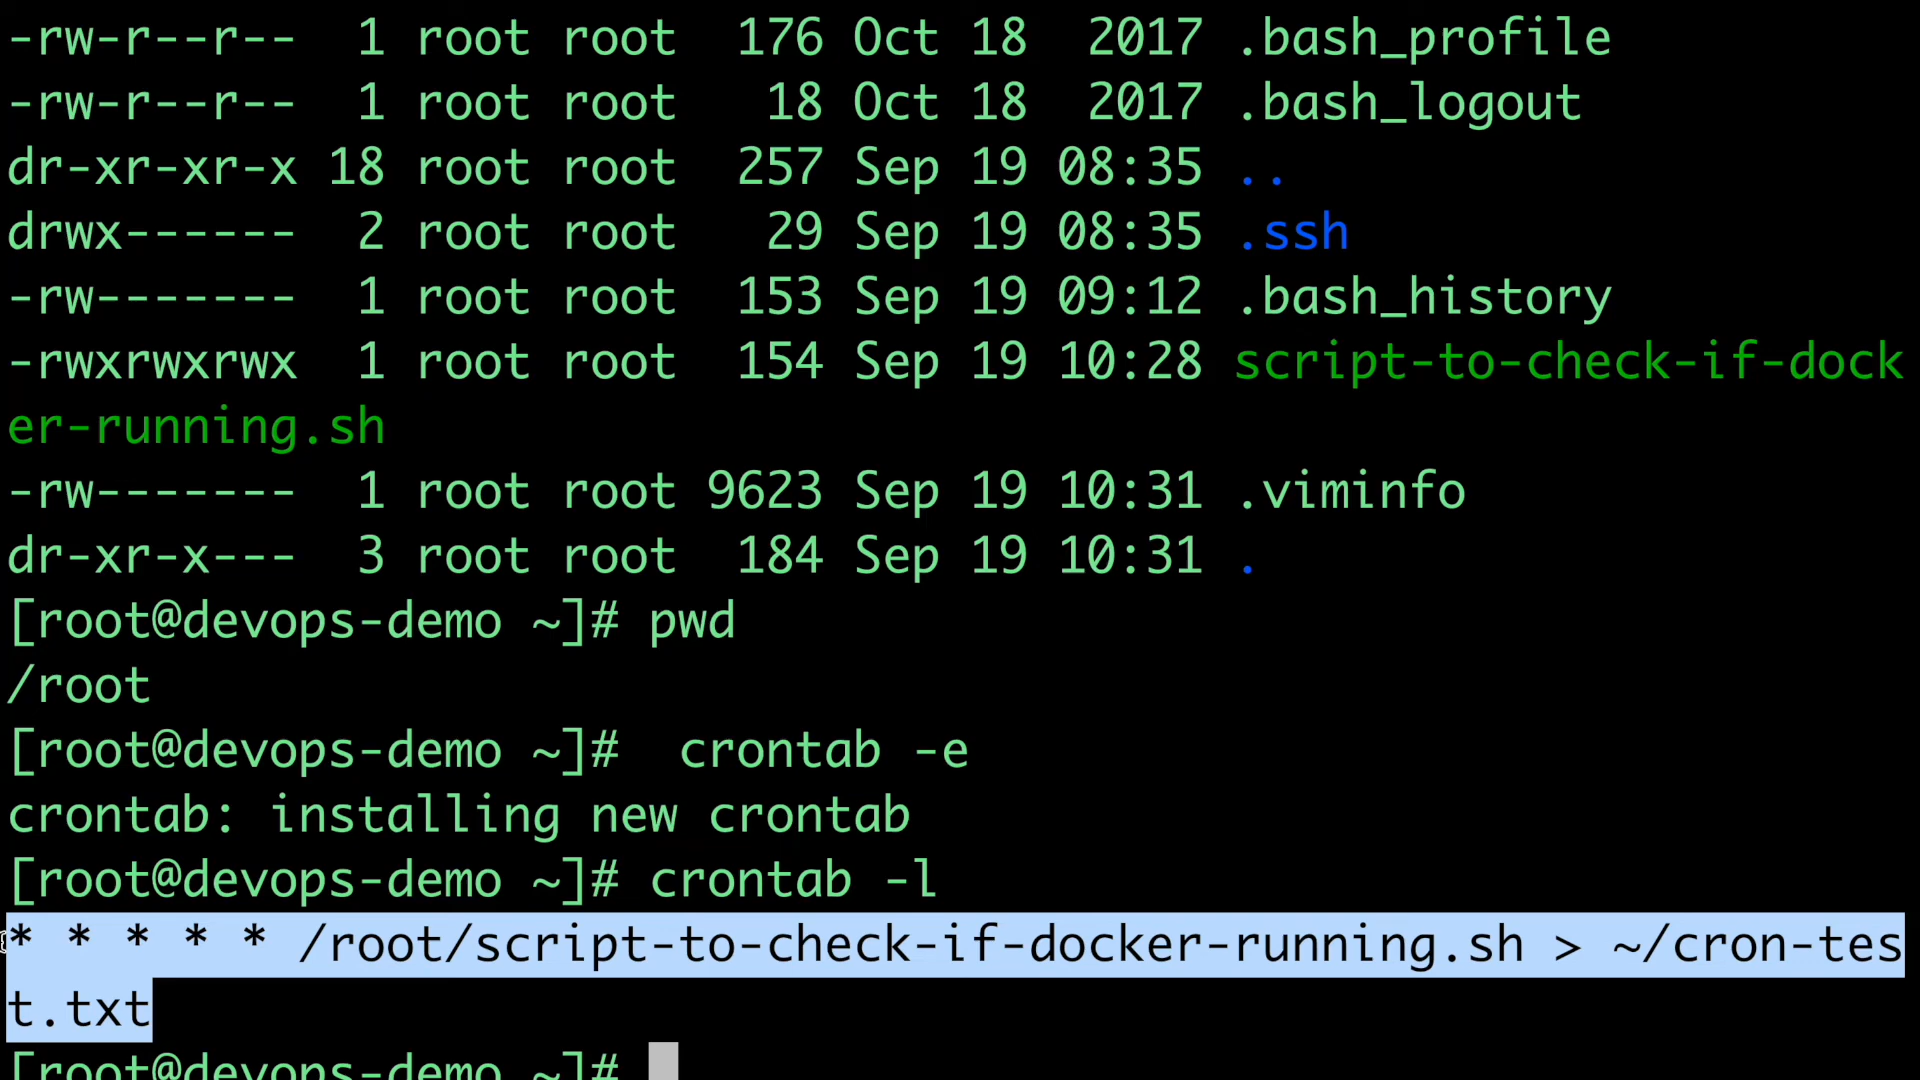 -rw-r--r--  1 root root  176 Oct 18  2017 .bash_profile
-rw-r--r--  1 root root   18 Oct 18  2017 .bash_logout
dr-xr-xr-x 18 root root  257 Sep 19 08:35 ..
drwx------  2 root root   29 Sep 19 08:35 .ssh
-rw-------  1 root root  153 Sep 19 09:12 .bash_history
-rwxrwxrwx  1 root root  154 Sep 19 10:28 script-to-check-if-dock
er-running.sh
-rw-------  1 root root 9623 Sep 19 10:31 .viminfo
dr-xr-x---  3 root root  184 Sep 19 10:31 .
[root@devops-demo ~]# pwd
/root
[root@devops-demo ~]#  crontab -e
crontab: installing new crontab
[root@devops-demo ~]# crontab -l
* * * * * /root/script-to-check-if-docker-running.sh > ~/cron-tes
t.txt
[root@devops-demo ~]#